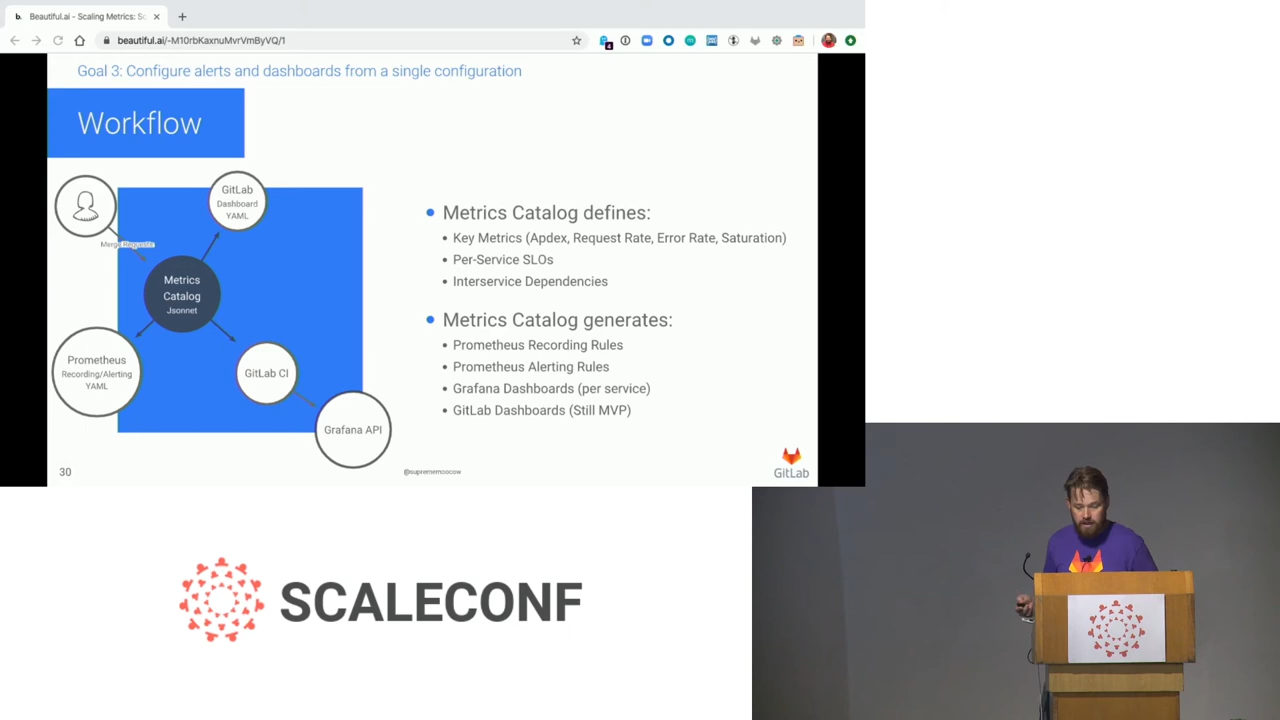 Beautiful.ai - Scaling Metrics: Sc
beautiful.ai/-M10rbKaxnuMvrVmByVQ/1
4
Goal 3: Configure alerts and dashboards from a single configuration
Workflow
GitLab
Dashboard
YAML
Merge Requests
Metrics
Catalog
Jsonnet
Prometheus
Recording/Alerting
YAML
GitLab CI
Grafana API
Metrics Catalog defines:
Key Metrics (Apdex, Request Rate, Error Rate, Saturation)
Per-Service SLOs
Interservice Dependencies
Metrics Catalog generates:
Prometheus Recording Rules
Prometheus Alerting Rules
Grafana Dashboards (per service)
GitLab Dashboards (Still MVP)
30
@suprememoocow
GitLab
SCALECONF